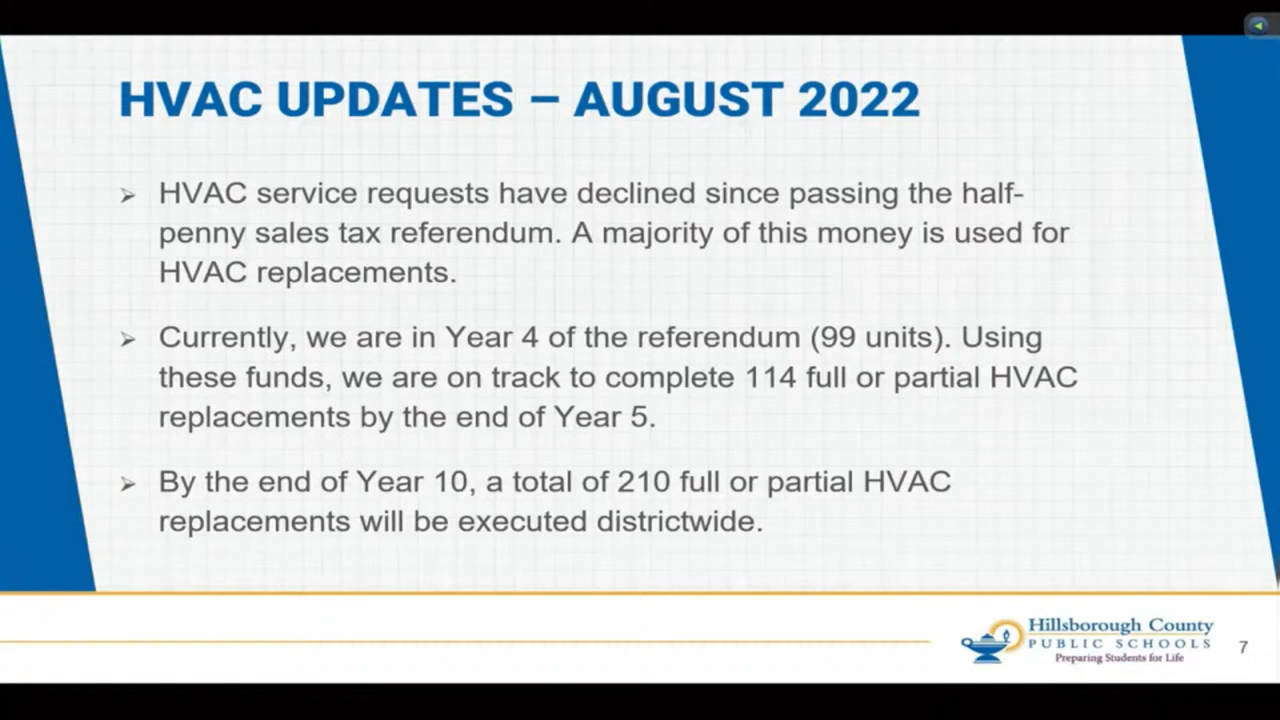 HVAC UPDATES – AUGUST 2022
HVAC service requests have declined since passing the half-
penny sales tax referendum. A majority of this money is used for
HVAC replacements.
Currently, we are in Year 4 of the referendum (99 units). Using
these funds, we are on track to complete 114 full or partial HVAC
replacements by the end of Year 5.
By the end of Year 10, a total of 210 full or partial HVAC
replacements will be executed districtwide.
Hillsborough County
PUBLIC SCHOOLS
Preparing Students for Life
7